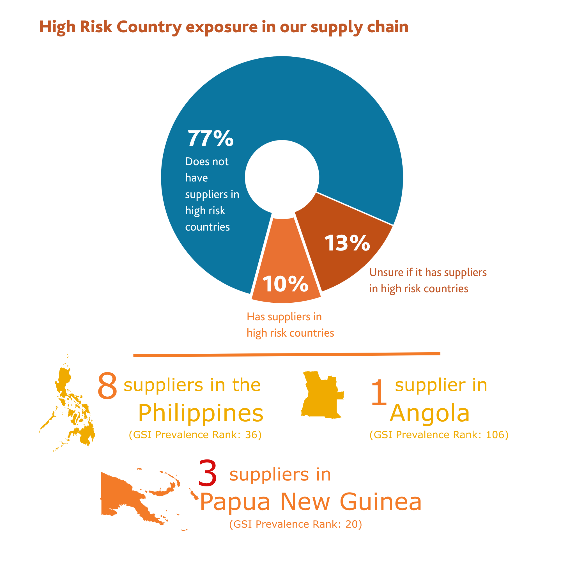 High Risk Country exposure in our supply chain
77%
Does not
have
suppliers in
high risk
countries
13%
Unsure if it has suppliers
in high risk countries
10%
Has suppliers in
high risk countries
8 suppliers in the
Philippines
(GSI Prevalence Rank: 36)
1 supplier in
Angola
(GSI Prevalence Rank: 106)
3 suppliers in
Papua New Guinea
(GSI Prevalence Rank: 20)